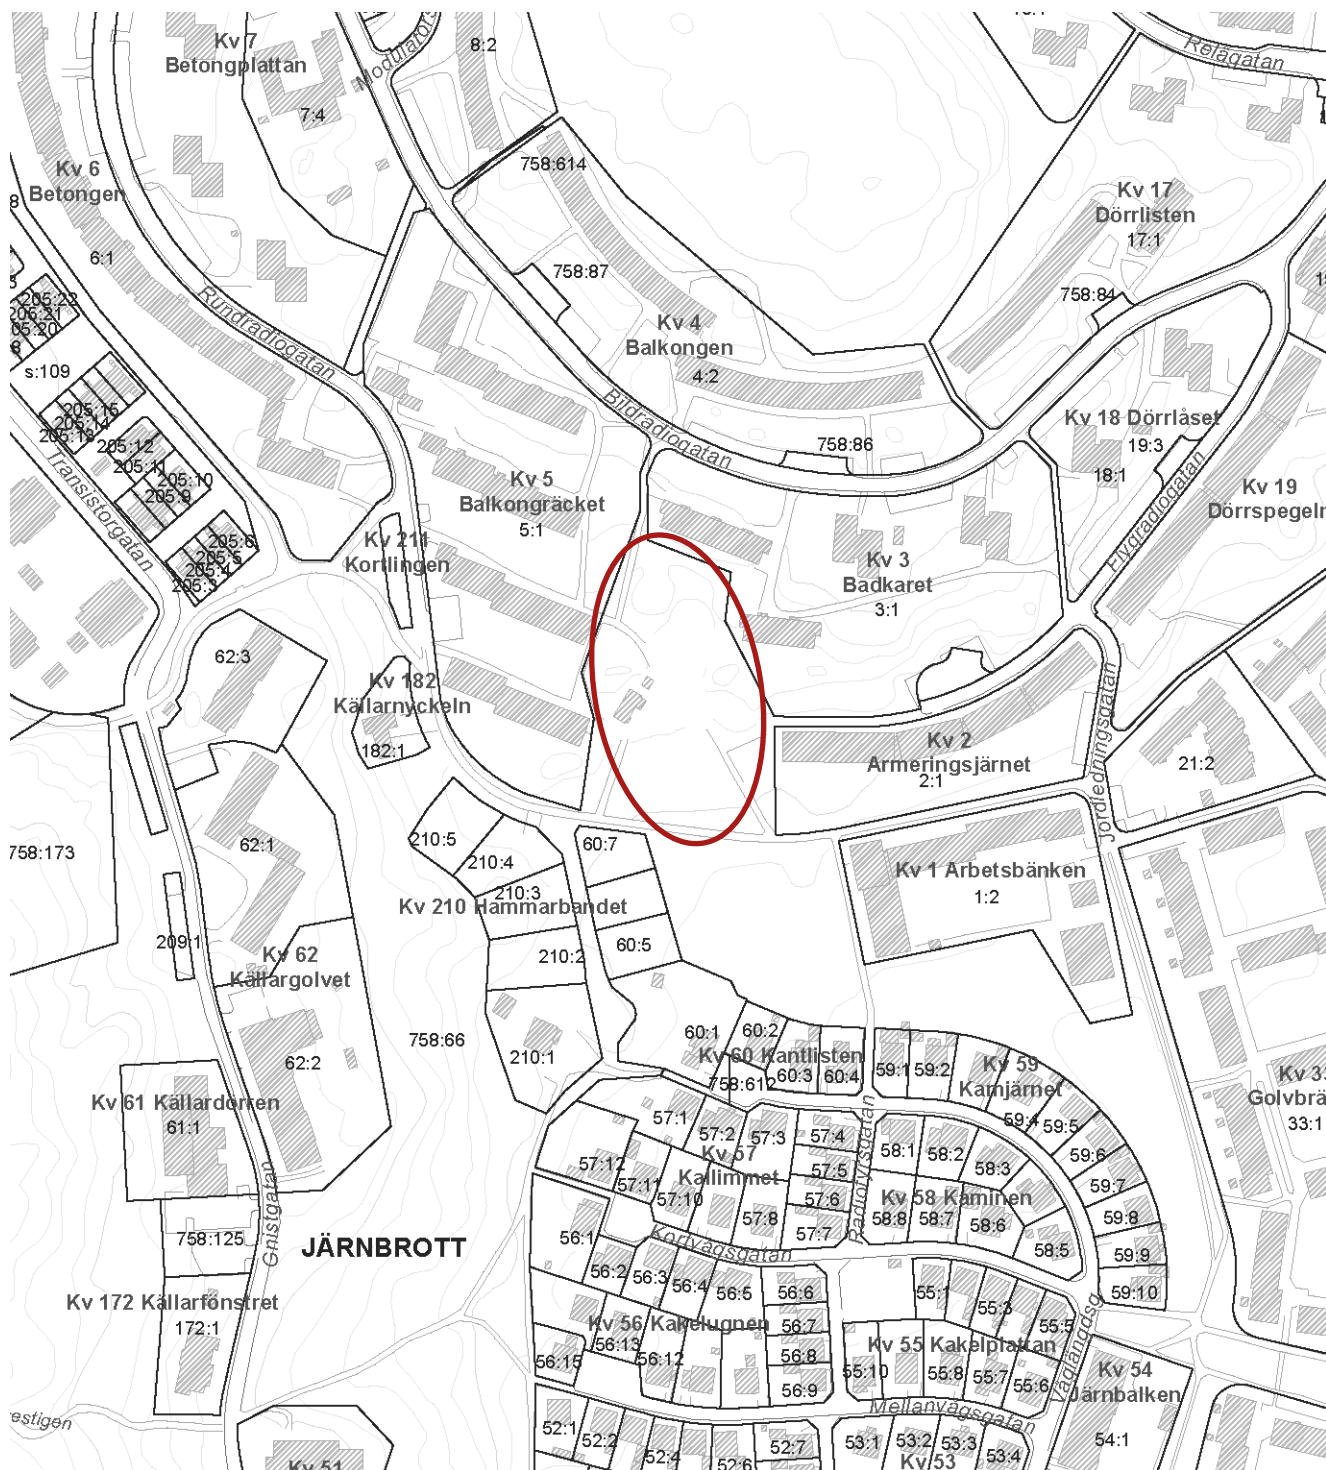 Kv 7
Betongplattan
7:4
8:2
Relägatan
758:614
Kv 6
Betongen
6:1
Kv 17
Dörrlisten
17:1
758:87
758:84
Rundradiogatan
205:22
205:21
s:109
Kv 4
Balkongen
4:2
205:15
205:14
205:13
205:12
205:11
205:10
205:9
Bildradiogatan
758:86
Kv 18 Dörrlåset
19:3
18:1
Transistorgatan
Kv 5
Balkongräcket
5:1
Kv 19
Flygradiogatan
205:6
205:5
205:4
205:3
Kv 211
Kortlingen
Kv 3
Badkaret
3:1
62:3
Kv 182
Källarnyckeln
182:1
Kv 2
Armeringsjärnet
2:1
Jordledningsgatan
21:2
758:173
62:1
210:5
210:4
210:3
60:7
Kv 1 Arbetsbänken
1:2
Kv 210 Hammarbandet
209:1
210:2
60:5
Kv 62
Källargolvet
758:66
62:2
210:1
60:1
60:2
Kv 60 Kantlisten
60:3
60:4
758:612
59:1
59:2
Kv 59
Kamjärnet
59:4
59:5
59:6
59:7
59:8
59:9
59:10
33:1
Kv 61 Källardörren
61:1
57:1
57:2
57:3
57:4
57:5
57:6
57:7
57:8
Kv 57
Kallimmet
57:10
57:11
57:12
Radiofyrsgatan
58:1
58:2
58:3
Kv 58 Kaminen
58:8
58:7
58:6
58:5
Gnistgatan
758:125
JÄRNBROTT
Kortvågsgatan
56:1
56:2
56:3
56:4
56:5
56:6
56:7
56:8
56:9
Kv 56 Kakelugnen
56:13
56:12
56:15
Kv 172 Källarfönstret
172:1
55:1
55:3
55:5
Kv 55 Kakelplattan
55:10
55:8
55:7
55:6
Kv 54
Järnbalken
54:1
Mellanvågsgatan
52:1
52:2
52:4
52:6
52:7
53:1
53:2
53:3
53:4
Kv 53
Kv 51